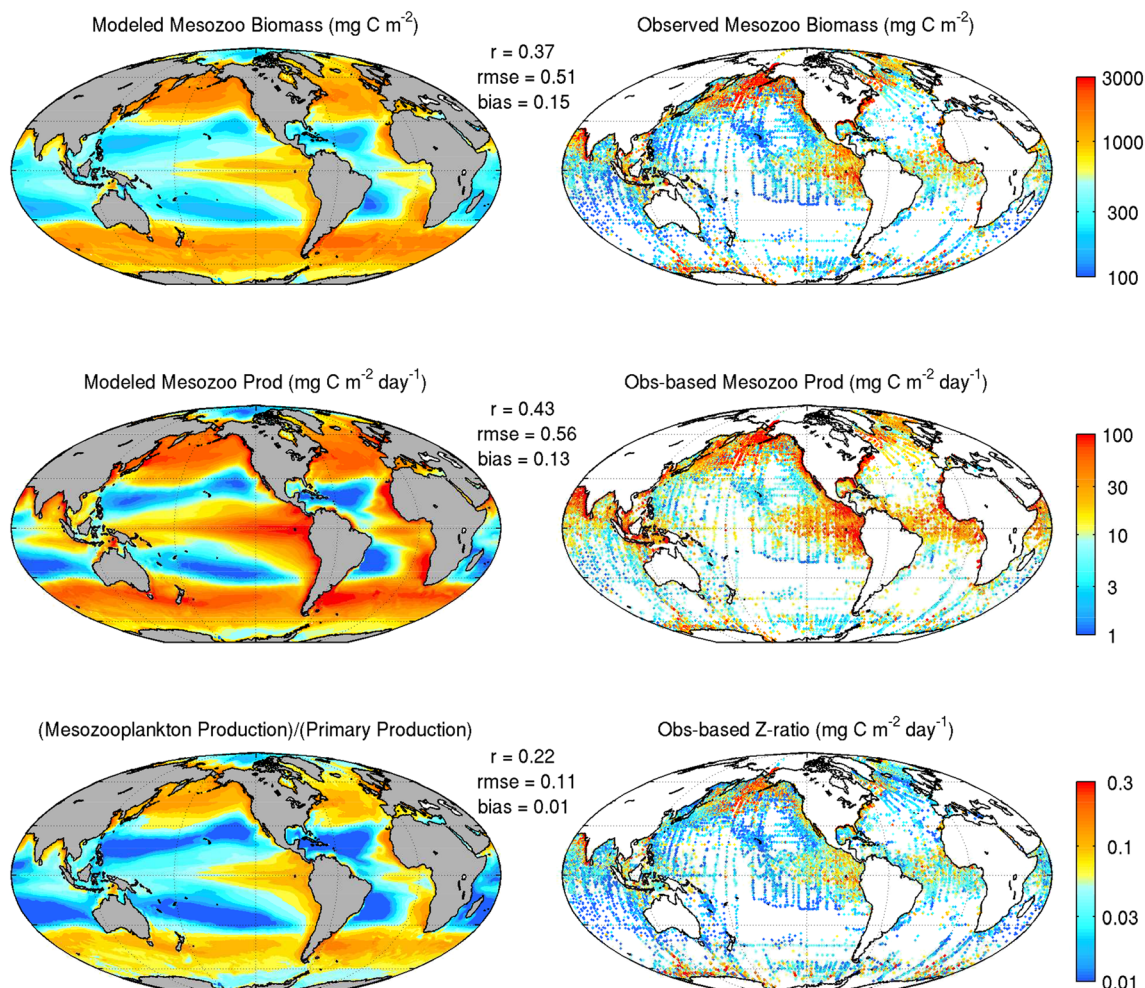 Modeled Mesozoo Biomass (mg C m⁻²)
r = 0.37
rmse = 0.51
bias = 0.15
Observed Mesozoo Biomass (mg C m⁻²)
3000
1000
300
100
Modeled Mesozoo Prod (mg C m⁻² day⁻¹)
r = 0.43
rmse = 0.56
bias = 0.13
Obs-based Mesozoo Prod (mg C m⁻² day⁻¹)
100
30
10
3
1
(Mesozooplankton Production)/(Primary Production)
r = 0.22
rmse = 0.11
bias = 0.01
Obs-based Z-ratio (mg C m⁻² day⁻¹)
0.3
0.1
0.03
0.01